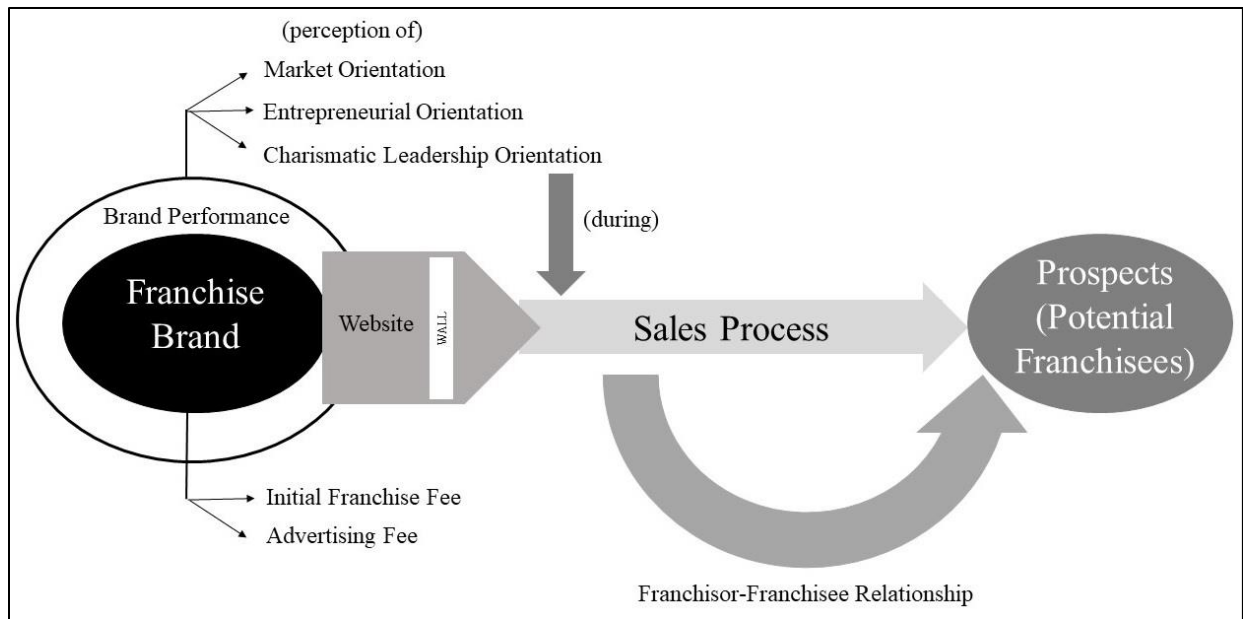 (perception of)
Market Orientation
Entrepreneurial Orientation
Charismatic Leadership Orientation
Brand Performance
(during)
Franchise
Brand
Website
WALL
Sales Process
Prospects
(Potential
Franchisees)
Initial Franchise Fee
Advertising Fee
Franchisor-Franchisee Relationship